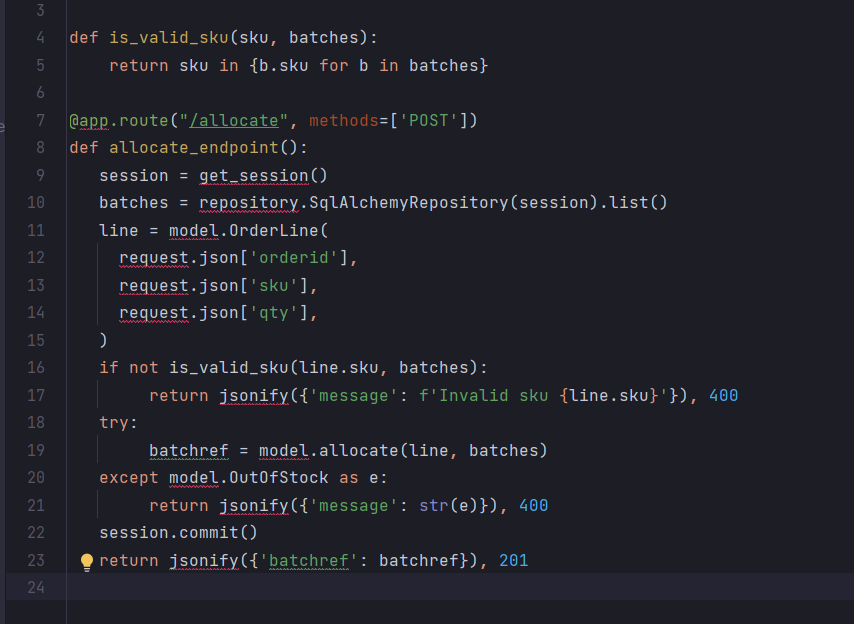 3
4 def is_valid_sku(sku, batches):
5     return sku in {b.sku for b in batches}
6
7 @app.route("/allocate", methods=['POST'])
8 def allocate_endpoint():
9    session = get_session()
10    batches = repository.SqlAlchemyRepository(session).list()
11    line = model.OrderLine(
12      request.json['orderid'],
13      request.json['sku'],
14      request.json['qty'],
15    )
16    if not is_valid_sku(line.sku, batches):
17         return jsonify({'message': f'Invalid sku {line.sku}'}), 400
18    try:
19         batchref = model.allocate(line, batches)
20    except model.OutOfStock as e:
21         return jsonify({'message': str(e)}), 400
22    session.commit()
23    return jsonify({'batchref': batchref}), 201
24